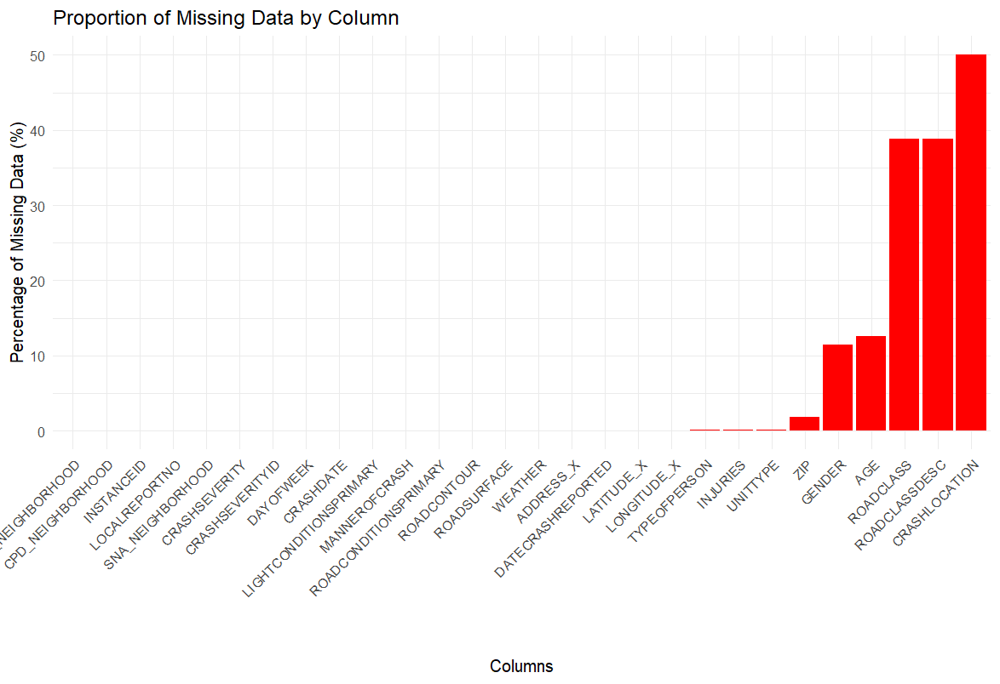 Proportion of Missing Data by Column
Percentage of Missing Data (%)
50
40
30
20
10
0
_NEIGHBORHOOD
CPD_NEIGHBORHOOD
INSTANCEID
LOCALREPORTNO
SNA_NEIGHBORHOOD
CRASHSEVERITY
CRASHSEVERITYID
DAYOFWEEK
CRASHDATE
LIGHTCONDITIONSPRIMARY
MANNEROFCRASH
ROADCONDITIONSPRIMARY
ROADCONTOUR
ROADSURFACE
WEATHER
ADDRESS_X
DATECRASHREPORTED
LATITUDE_X
LONGITUDE_X
TYPEOFPERSON
INJURIES
UNITTYPE
ZIP
GENDER
AGE
ROADCLASS
ROADCLASSDESC
CRASHLOCATION
Columns